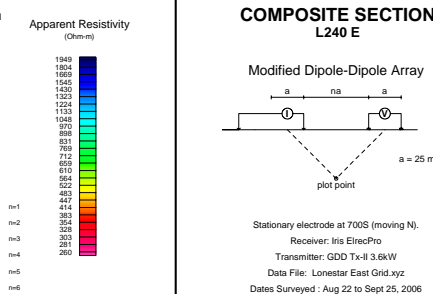 Apparent Resistivity
(Ohm-m)
1949
1804
1669
1545
1430
1323
1224
1133
1048
970
898
831
769
712
659
610
564
522
483
447
414
383
354
328
303
281
260
n=1
n=2
n=3
n=4
n=5
n=6
COMPOSITE SECTION
L240 E
Modified Dipole-Dipole Array
a na a
I V
a = 25 m
plot point
Stationary electrode at 700S (moving N).
Receiver: Iris ElrecPro
Transmitter: GDD Tx-II 3.6kW
Data File: Lonestar East Grid.xyz
Dates Surveyed : Aug 22 to Sept 25, 2006